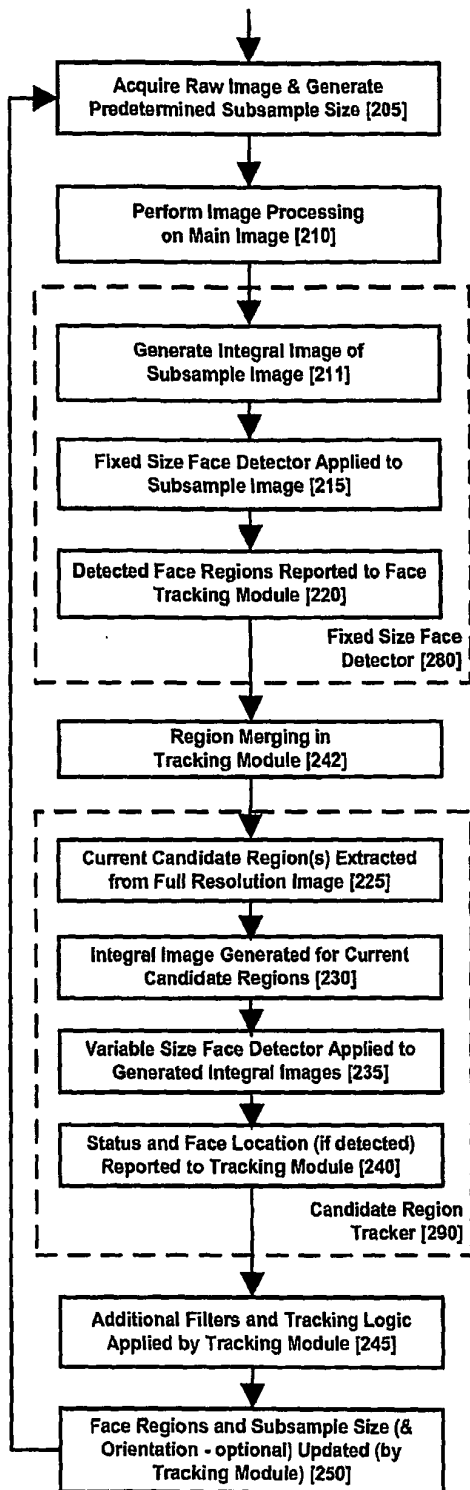 Acquire Raw Image & Generate
Predetermined Subsample Size [205]
Perform Image Processing
on Main Image [210]
Generate Integral Image of
Subsample Image [211]
Fixed Size Face Detector Applied to
Subsample Image [215]
Detected Face Regions Reported to Face
Tracking Module [220]
Fixed Size Face
Detector [280]
Region Merging in
Tracking Module [242]
Current Candidate Region(s) Extracted
from Full Resolution Image [225]
Integral Image Generated for Current
Candidate Regions [230]
Variable Size Face Detector Applied to
Generated Integral Images [235]
Status and Face Location (if detected)
Reported to Tracking Module [240]
Candidate Region
Tracker [290]
Additional Filters and Tracking Logic
Applied by Tracking Module [245]
Face Regions and Subsample Size (&
Orientation - optional) Updated (by
Tracking Module) [250]